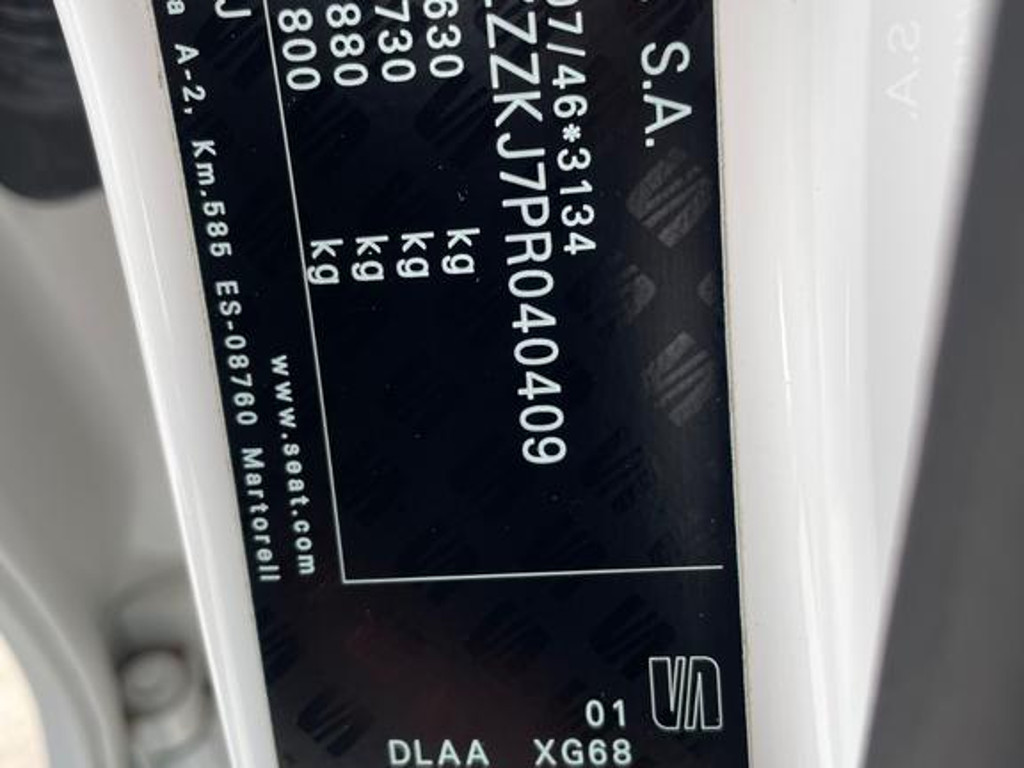 S.A.
07/46*3134
ZZZKJ7PR040409
630 kg
730 kg
880 kg
800 kg
www.seat.com
A-2, Km.585 ES-08760 Martorell
01
DLAA XG68